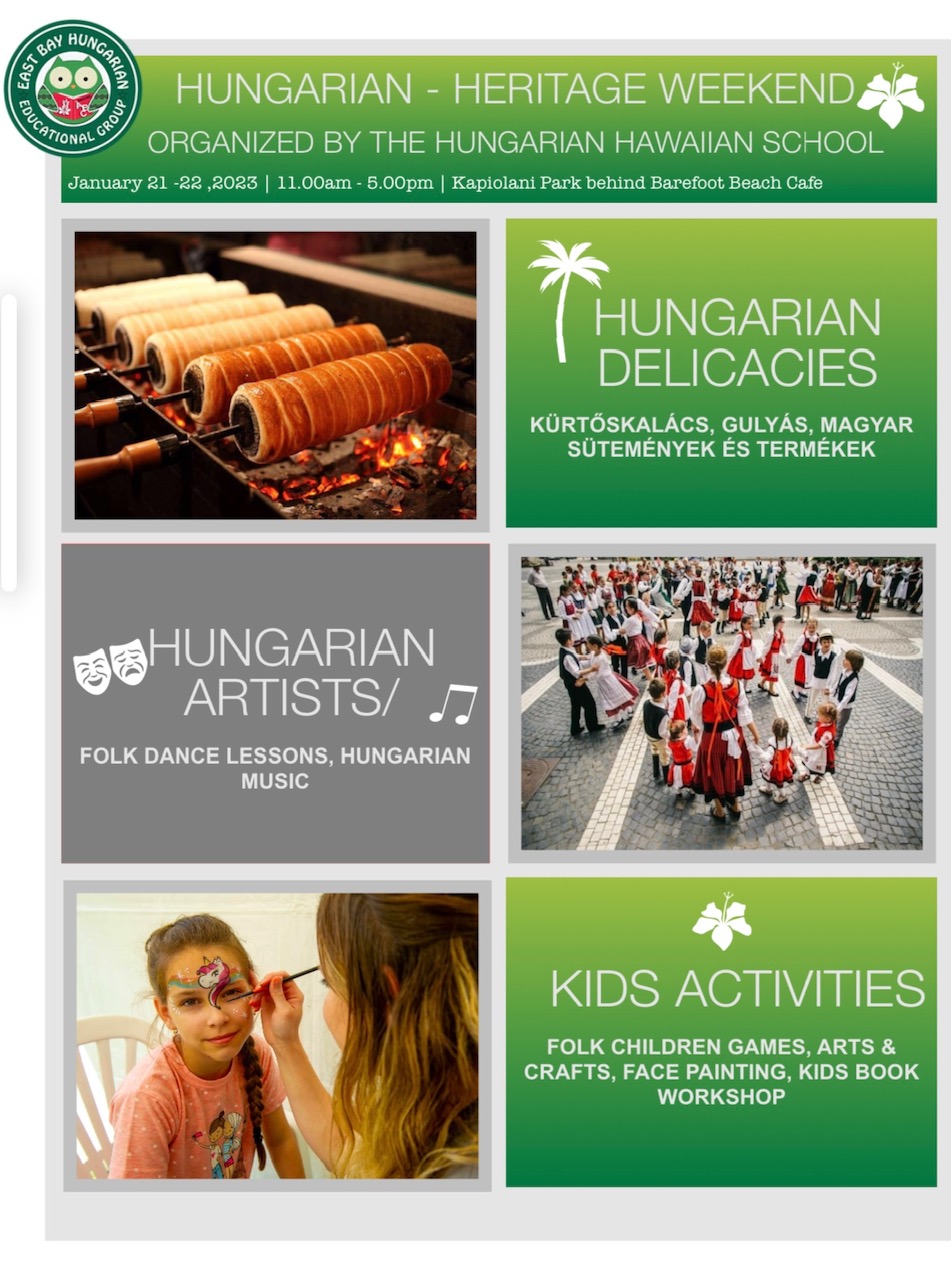 EAST BAY HUNGARIAN
EDUCATIONAL GROUP
HUNGARIAN - HERITAGE WEEKEND
ORGANIZED BY THE HUNGARIAN HAWAIIAN SCHOOL
January 21 -22 ,2023 | 11.00am - 5.00pm | Kapiolani Park behind Barefoot Beach Cafe
HUNGARIAN
DELICACIES
KÜRTŐSKALÁCS, GULYÁS, MAGYAR
SÜTEMÉNYEK ÉS TERMÉKEK
HUNGARIAN
ARTISTS/
FOLK DANCE LESSONS, HUNGARIAN
MUSIC
KIDS ACTIVITIES
FOLK CHILDREN GAMES, ARTS &
CRAFTS, FACE PAINTING, KIDS BOOK
WORKSHOP